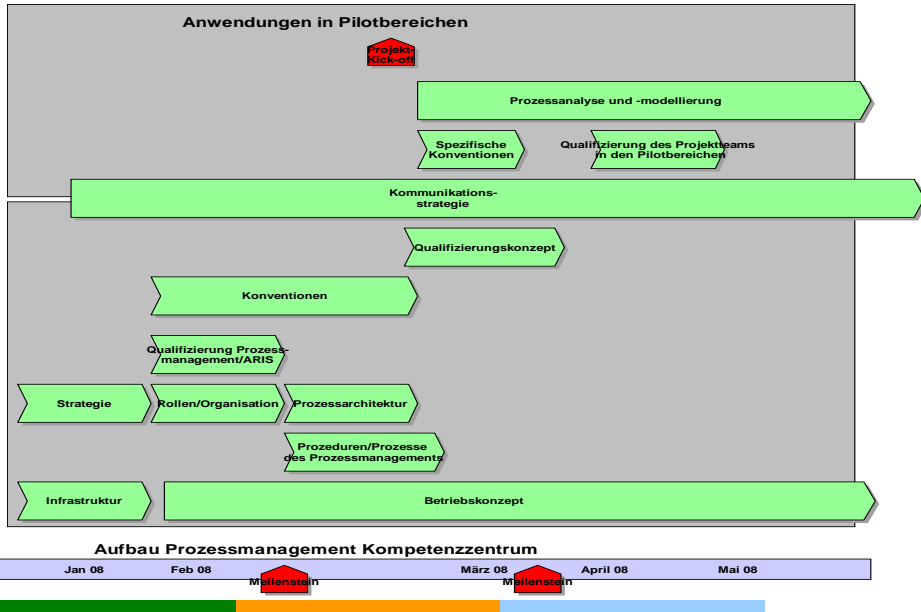 Anwendungen in Pilotbereichen
Projekt-
Kick-off
Prozessanalyse und -modellierung
Spezifische
Konventionen
Qualifizierung des Projektteams
in den Pilotbereichen
Kommunikations-
strategie
Qualifizierungskonzept
Konventionen
Qualifizierung Prozess-
management/ARIS
Strategie
Rollen/Organisation
Prozessarchitektur
Prozeduren/Prozesse
des Prozessmanagements
Infrastruktur
Betriebskonzept
Aufbau Prozessmanagement Kompetenzzentrum
Jan 08
Feb 08
März 08
April 08
Mai 08
Meilenstein
Meilenstein